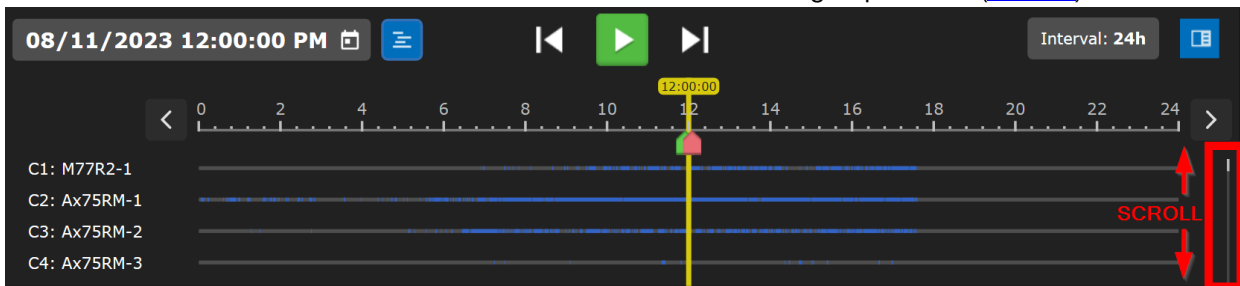 08/11/2023 12:00:00 PM
Interval: 24h
12:00:00
0 2 4 6 8 10 12 14 16 18 20 22 24
C1: M77R2-1
C2: Ax75RM-1
SCROLL
C3: Ax75RM-2
C4: Ax75RM-3